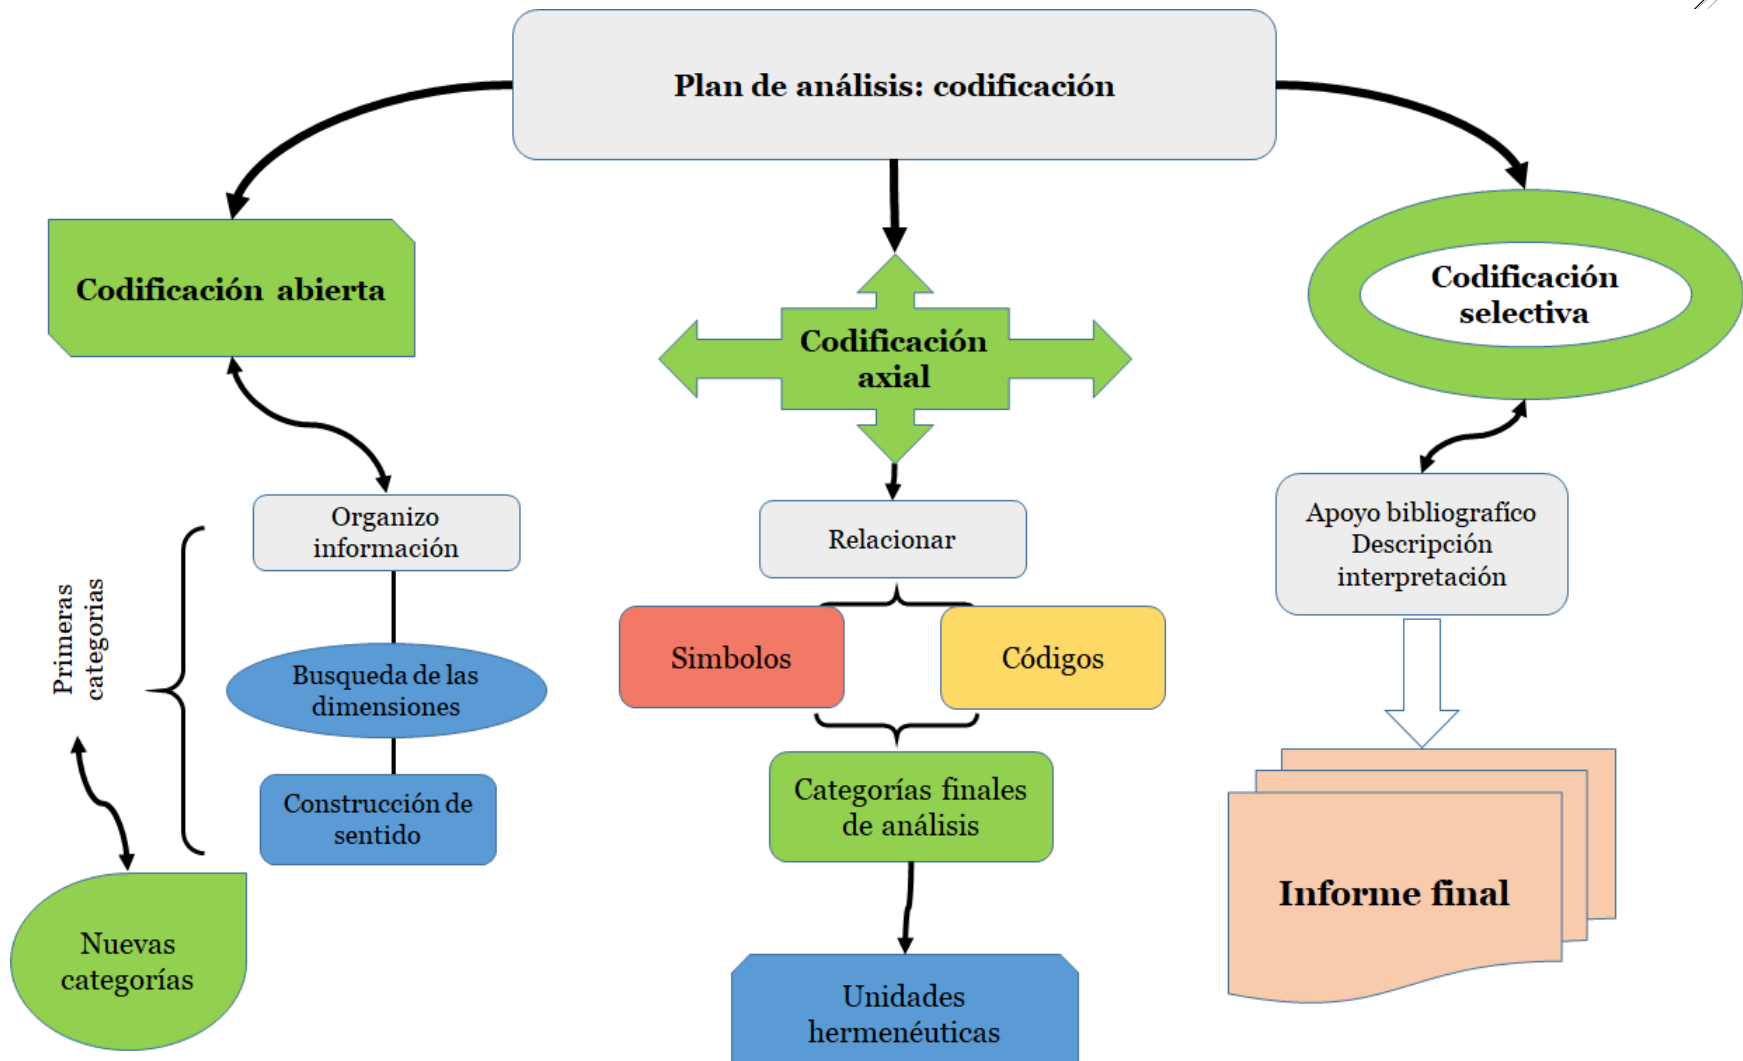 Plan de análisis: codificación
Codificación abierta
Organizo
información
Primeras
categorias
Busqueda de las
dimensiones
Construcción de
sentido
Nuevas
categorías
Codificación
axial
Relacionar
Simbolos
Códigos
Categorías finales
de análisis
Unidades
hermenéuticas
Codificación
selectiva
Apoyo bibliografíco
Descripción
interpretación
Informe final